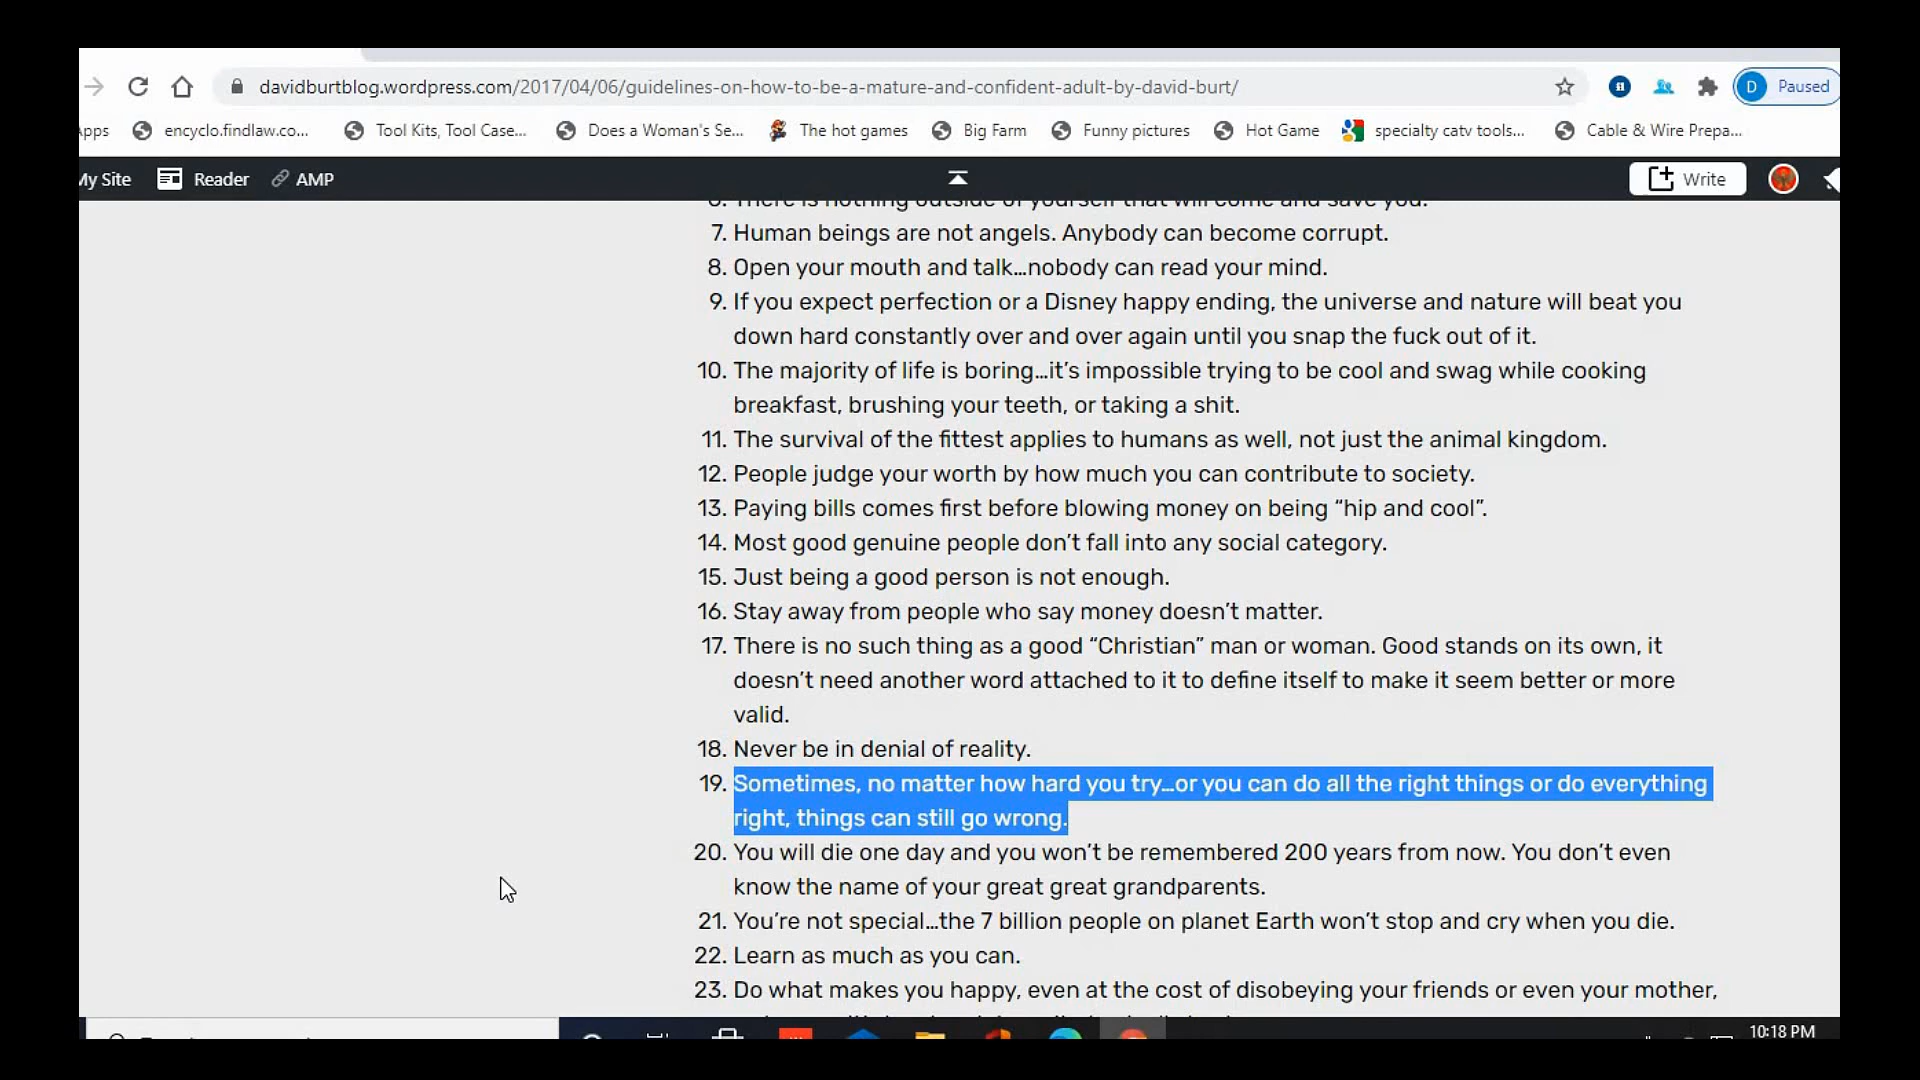 davidburtblog.wordpress.com/2017/04/06/guidelines-on-how-to-be-a-mature-and-confident-adult-by-david-burt/
D Paused
pps encyclo.findlaw.co... Tool Kits, Tool Case... Does a Woman's Se... The hot games Big Farm Funny pictures Hot Game specialty catv tools... Cable & Wire Prepa...
My Site Reader AMP Write
6. There is nothing outside of yourself that will come and save you.
7. Human beings are not angels. Anybody can become corrupt.
8. Open your mouth and talk…nobody can read your mind.
9. If you expect perfection or a Disney happy ending, the universe and nature will beat you
down hard constantly over and over again until you snap the fuck out of it.
10. The majority of life is boring…it’s impossible trying to be cool and swag while cooking
breakfast, brushing your teeth, or taking a shit.
11. The survival of the fittest applies to humans as well, not just the animal kingdom.
12. People judge your worth by how much you can contribute to society.
13. Paying bills comes first before blowing money on being “hip and cool”.
14. Most good genuine people don’t fall into any social category.
15. Just being a good person is not enough.
16. Stay away from people who say money doesn’t matter.
17. There is no such thing as a good “Christian” man or woman. Good stands on its own, it
doesn’t need another word attached to it to define itself to make it seem better or more
valid.
18. Never be in denial of reality.
19. Sometimes, no matter how hard you try…or you can do all the right things or do everything
right, things can still go wrong.
20. You will die one day and you won’t be remembered 200 years from now. You don’t even
know the name of your great great grandparents.
21. You’re not special…the 7 billion people on planet Earth won’t stop and cry when you die.
22. Learn as much as you can.
23. Do what makes you happy, even at the cost of disobeying your friends or even your mother,
10:18 PM